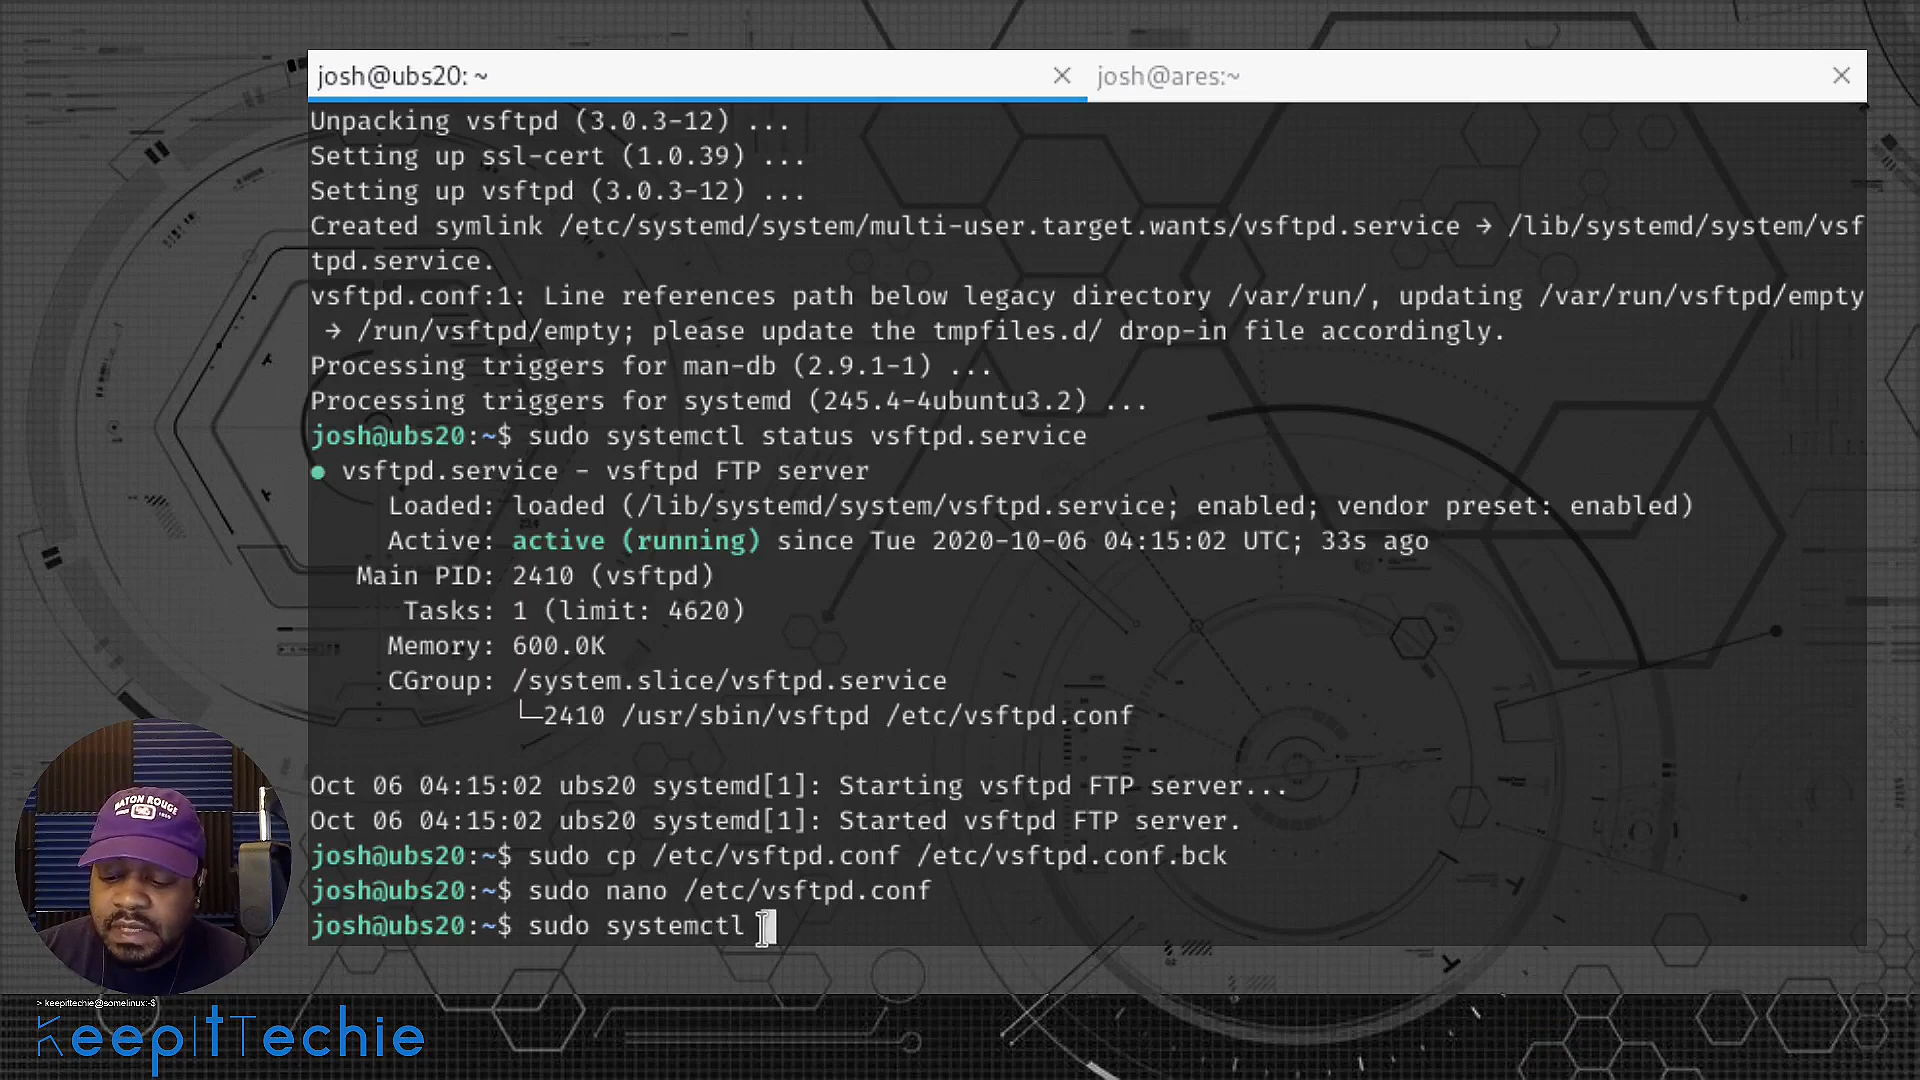 josh@ubs20: ~
josh@ares:~
Unpacking vsftpd (3.0.3-12) ...
Setting up ssl-cert (1.0.39) ...
Setting up vsftpd (3.0.3-12) ...
Created symlink /etc/systemd/system/multi-user.target.wants/vsftpd.service → /lib/systemd/system/vsf
tpd.service.
vsftpd.conf:1: Line references path below legacy directory /var/run/, updating /var/run/vsftpd/empty
→ /run/vsftpd/empty; please update the tmpfiles.d/ drop-in file accordingly.
Processing triggers for man-db (2.9.1-1) ...
Processing triggers for systemd (245.4-4ubuntu3.2) ...
josh@ubs20:~$ sudo systemctl status vsftpd.service
● vsftpd.service - vsftpd FTP server
Loaded: loaded (/lib/systemd/system/vsftpd.service; enabled; vendor preset: enabled)
Active: active (running) since Tue 2020-10-06 04:15:02 UTC; 33s ago
Main PID: 2410 (vsftpd)
Tasks: 1 (limit: 4620)
Memory: 600.0K
CGroup: /system.slice/vsftpd.service
└─2410 /usr/sbin/vsftpd /etc/vsftpd.conf
Oct 06 04:15:02 ubs20 systemd[1]: Starting vsftpd FTP server...
Oct 06 04:15:02 ubs20 systemd[1]: Started vsftpd FTP server.
josh@ubs20:~$ sudo cp /etc/vsftpd.conf /etc/vsftpd.conf.bck
josh@ubs20:~$ sudo nano /etc/vsftpd.conf
josh@ubs20:~$ sudo systemctl
BATON ROUGE
> keepittechie@somelinux:~$
KeepItTechie